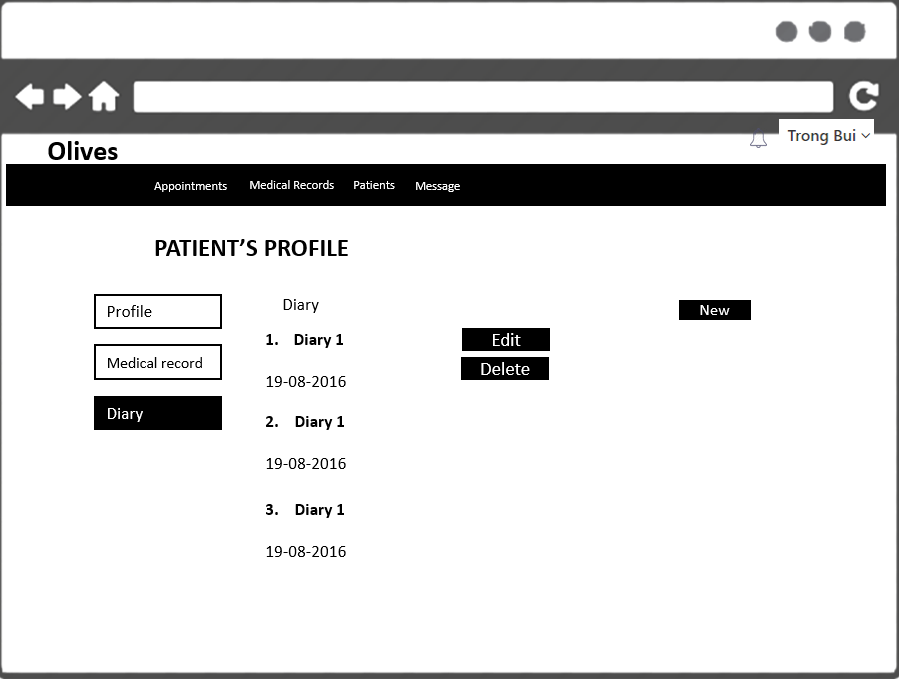 Trong Bui
Olives
Appointments Medical Records Patients Message
PATIENT’S PROFILE
Profile
Medical record
Diary
Diary
New
1. Diary 1
Edit
Delete
19-08-2016
2. Diary 1
19-08-2016
3. Diary 1
19-08-2016